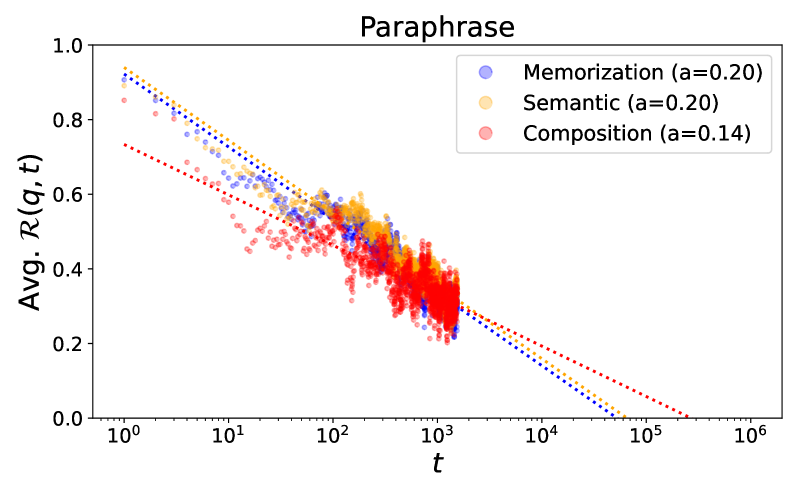 Paraphrase
Avg. R(q, t)
1.0
0.8
0.6
0.4
0.2
0.0
Memorization (a=0.20)
Semantic (a=0.20)
Composition (a=0.14)
10⁰ 10¹ 10² 10³ 10⁴ 10⁵ 10⁶
t